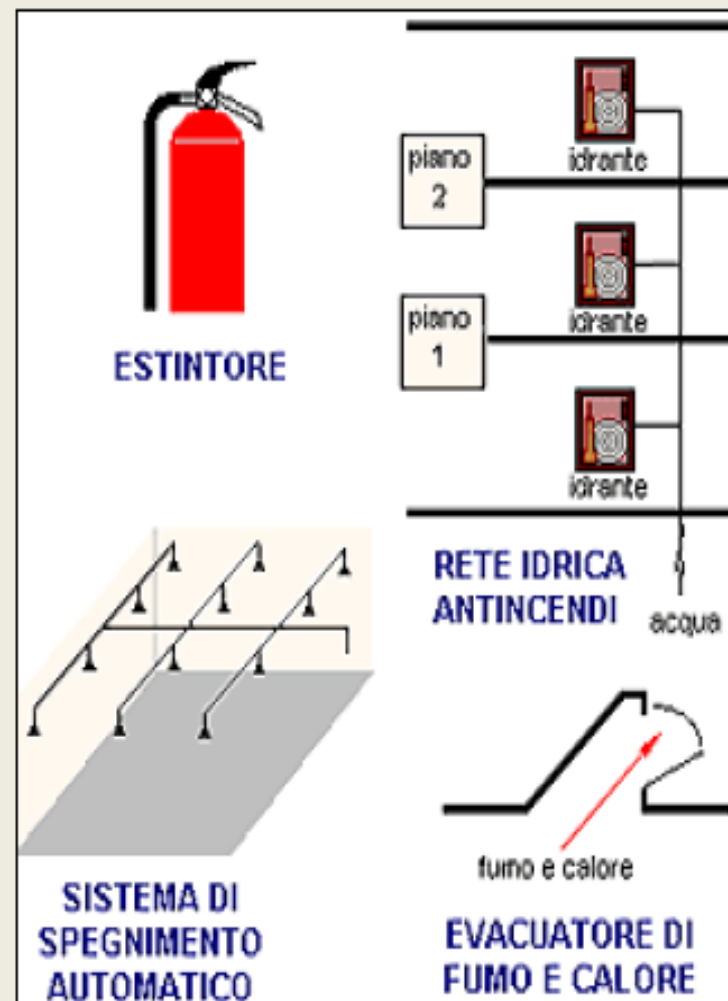 ESTINTORE
idrante
piano
2
idrante
piano
1
idrante
RETE IDRICA
ANTINCENDI
acqua
SISTEMA DI
SPEGNIMENTO
AUTOMATICO
fumo e calore
EVACUATORE DI
FUMO E CALORE